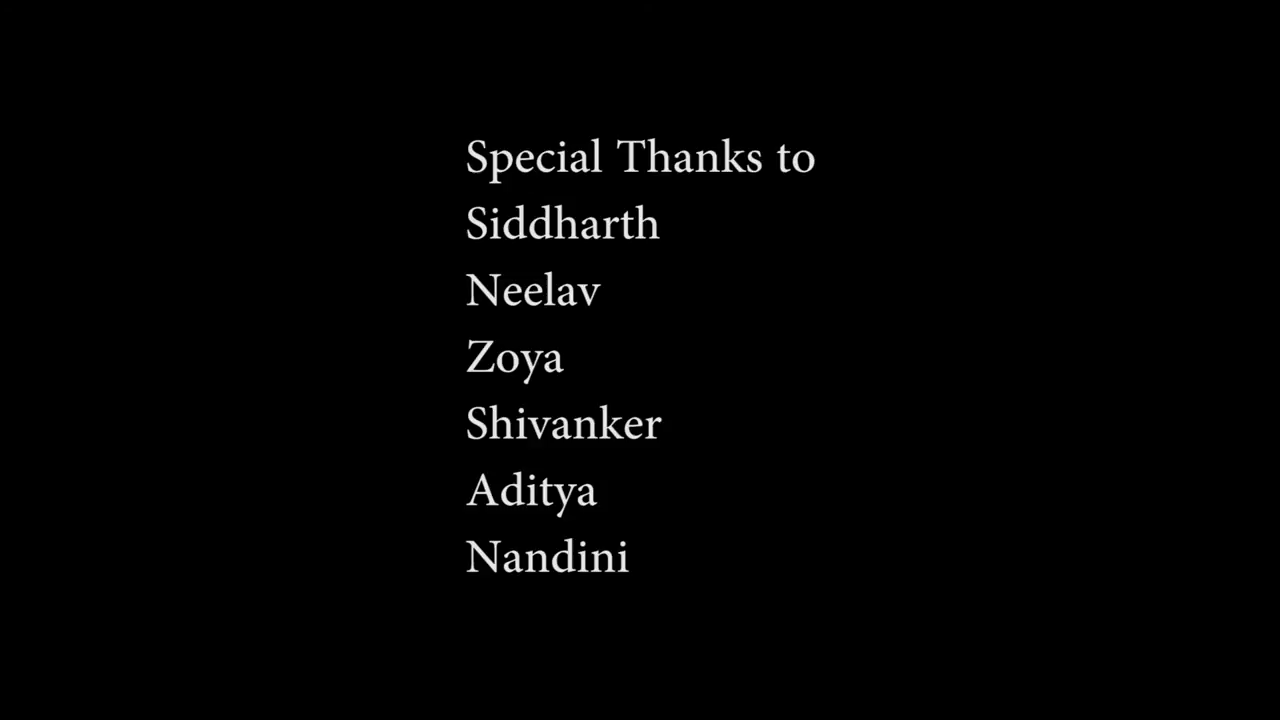 Special Thanks to
Siddharth
Neelav
Zoya
Shivanker
Aditya
Nandini